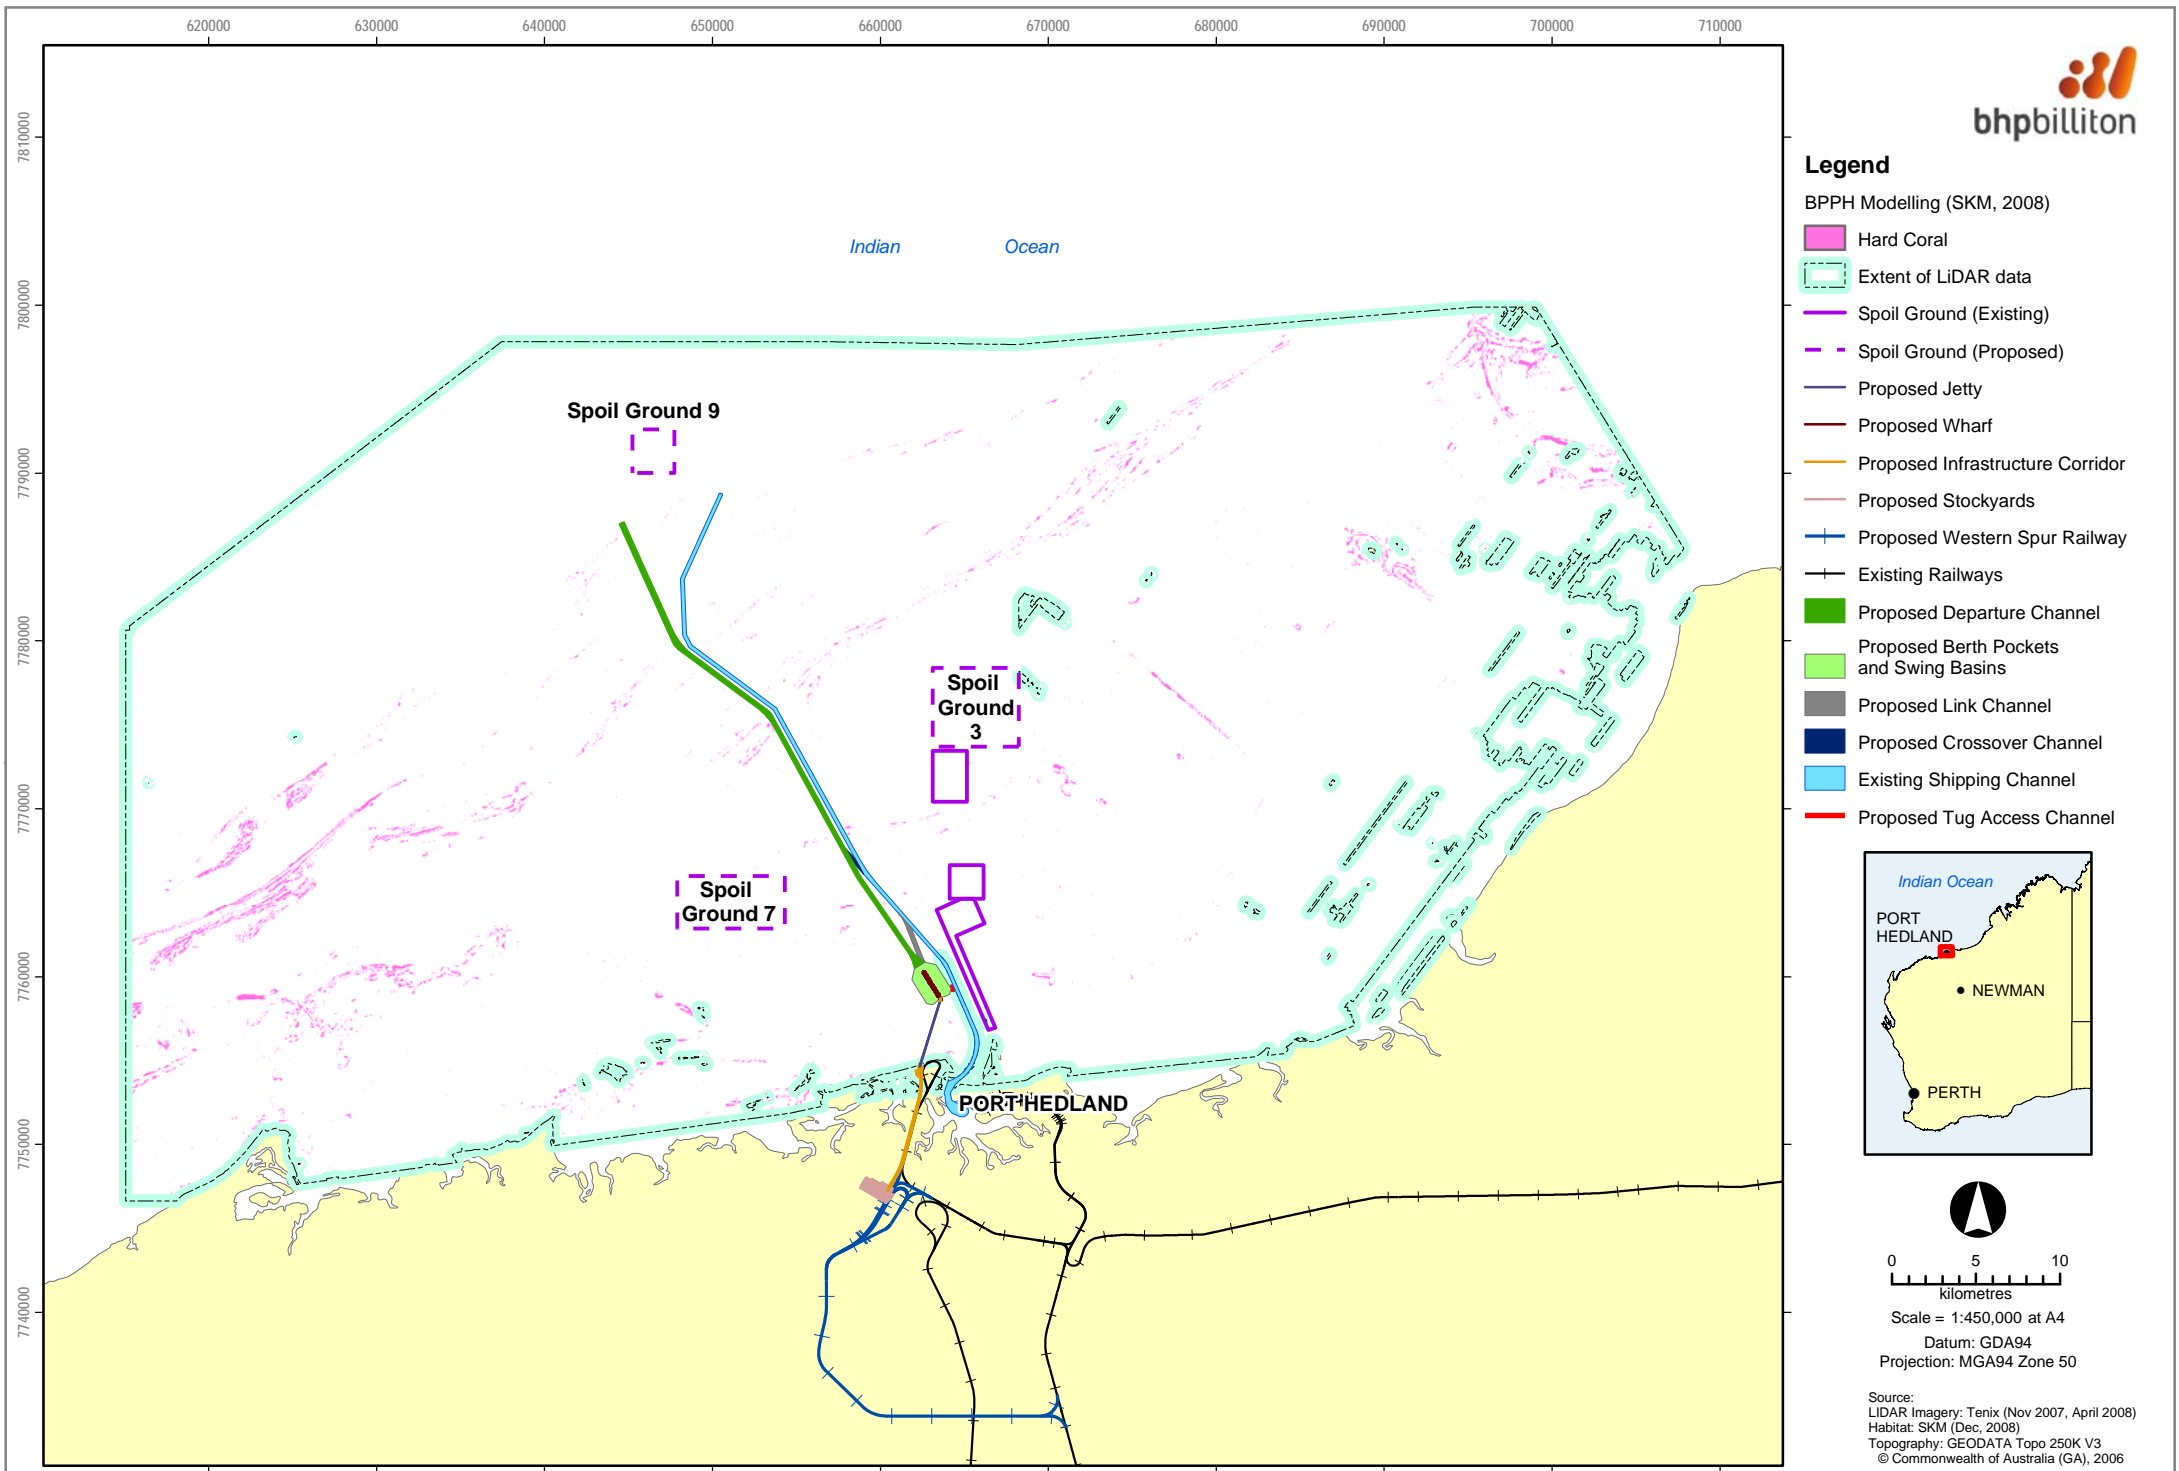 620000 630000 640000 650000 660000 670000 680000 690000 700000 710000
7810000
7800000
7790000
7780000
7770000
7760000
7750000
7740000
Indian Ocean
Spoil Ground 9
Spoil
Ground
3
Spoil
Ground 7
PORT HEDLAND
bhpbilliton
Legend
BPPH Modelling (SKM, 2008)
Hard Coral
Extent of LiDAR data
Spoil Ground (Existing)
Spoil Ground (Proposed)
Proposed Jetty
Proposed Wharf
Proposed Infrastructure Corridor
Proposed Stockyards
Proposed Western Spur Railway
Existing Railways
Proposed Departure Channel
Proposed Berth Pockets
and Swing Basins
Proposed Link Channel
Proposed Crossover Channel
Existing Shipping Channel
Proposed Tug Access Channel
Indian Ocean
PORT
HEDLAND
NEWMAN
PERTH
0 5 10
kilometres
Scale = 1:450,000 at A4
Datum: GDA94
Projection: MGA94 Zone 50
Source:
LIDAR Imagery: Tenix (Nov 2007, April 2008)
Habitat: SKM (Dec, 2008)
Topography: GEODATA Topo 250K V3
© Commonwealth of Australia (GA), 2006